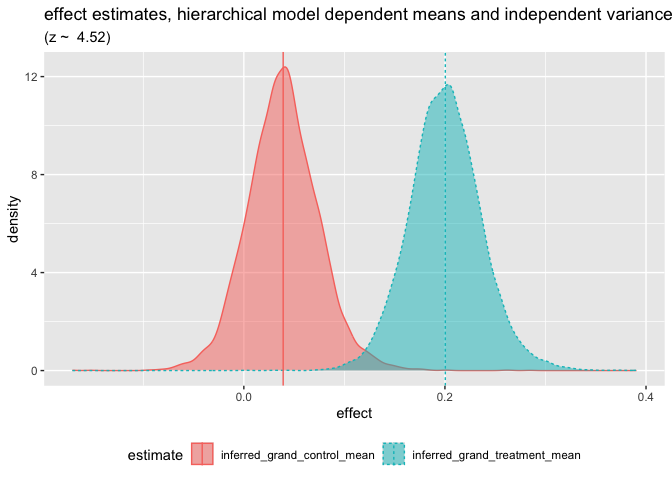 effect estimates, hierarchical model dependent means and independent variance
(z ~  4.52)
12
8
4
0
density
0.0 0.2 0.4
effect
estimate inferred_grand_control_mean inferred_grand_treatment_mean